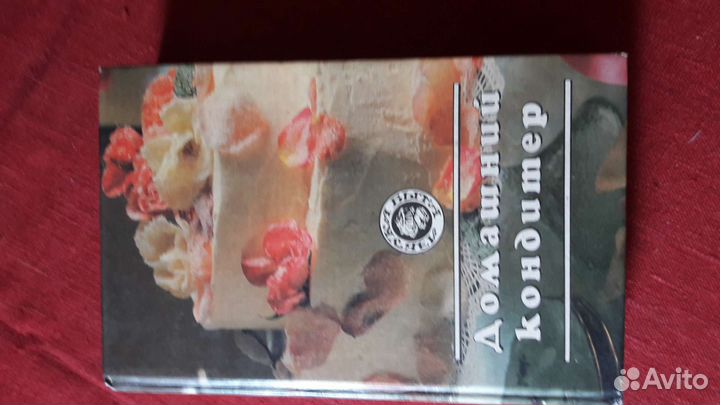 Домашний
кондитер
Avito